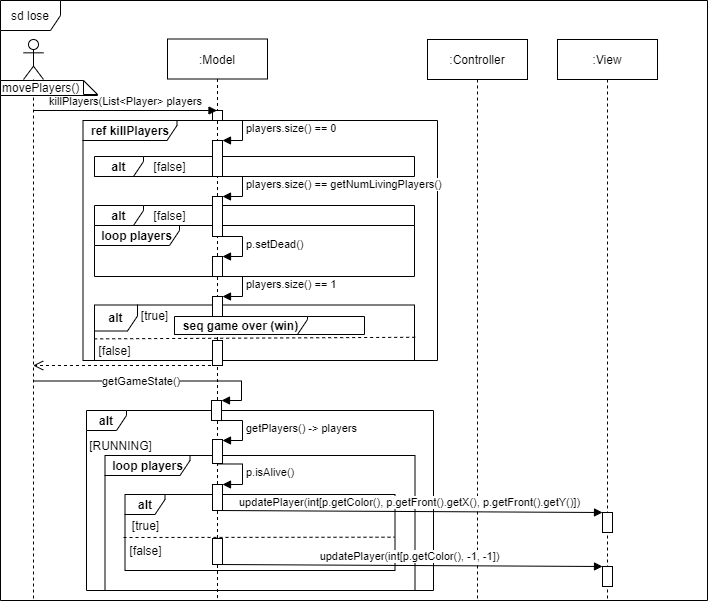 sd lose
:Model
:Controller
:View
movePlayers()
killPlayers(List<Player> players
ref killPlayers
players.size() == 0
alt
[false]
players.size() == getNumLivingPlayers()
alt
[false]
loop players
p.setDead()
players.size() == 1
alt
[true]
seq game over (win)
[false]
getGameState()
alt
getPlayers() -> players
[RUNNING]
loop players
p.isAlive()
alt
updatePlayer(int[p.getColor(), p.getFront().getX(), p.getFront().getY()])
[true]
[false]
updatePlayer(int[p.getColor(), -1, -1])